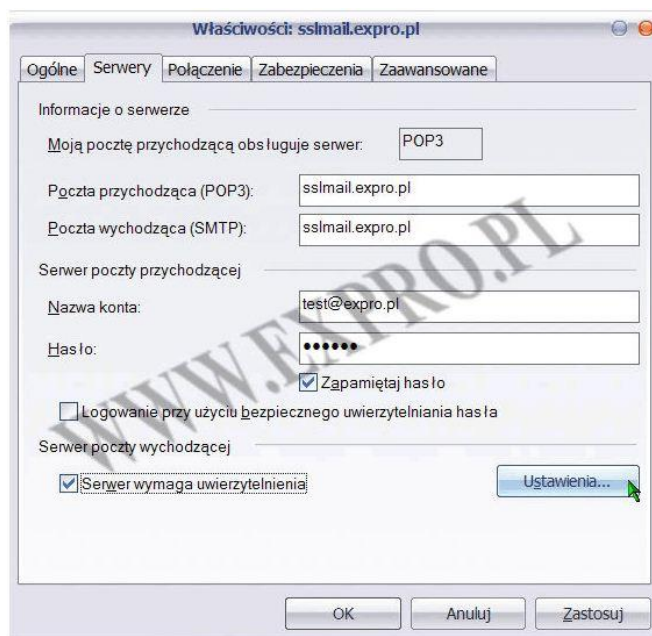 Właściwości: sslmail.expro.pl
Ogólne Serwery Połączenie Zabezpieczenia Zaawansowane
Informacje o serwerze
Moją pocztę przychodzącą obsługuje serwer: POP3
Poczta przychodząca (POP3): sslmail.expro.pl
Poczta wychodząca (SMTP): sslmail.expro.pl
Serwer poczty przychodzącej
Nazwa konta: test@expro.pl
Hasło: ••••••
Zapamiętaj hasło
Logowanie przy użyciu bezpiecznego uwierzytelniania hasła
Serwer poczty wychodzącej
Serwer wymaga uwierzytelnienia Ustawienia...
OK Anuluj Zastosuj
WWW.EXPRO.PL